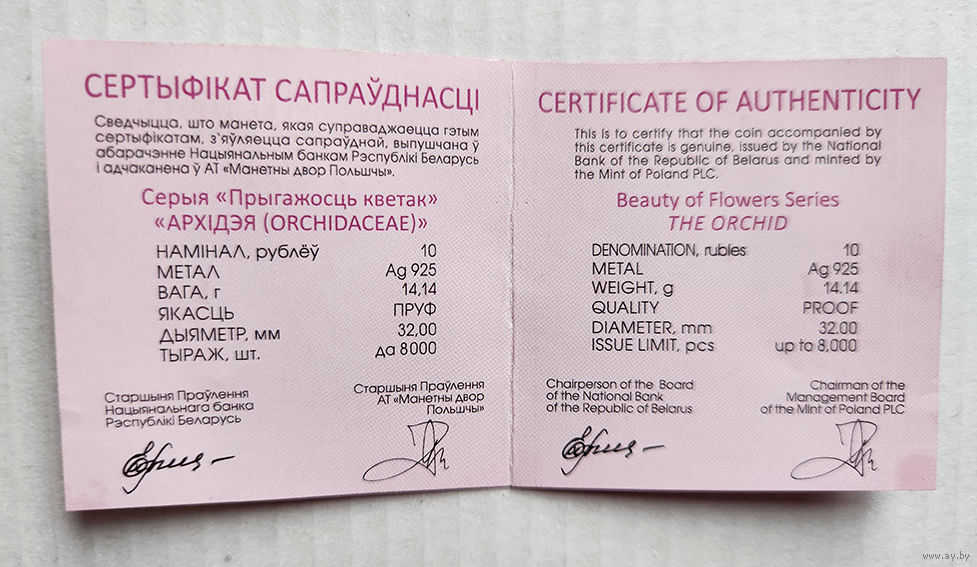 СЕРТЫФІКАТ САПРАЎДНАСЦІ
Сведчыцца, што манета, якая суправаджаецца гэтым
сертыфікатам, з`яўляецца сапраўднай, выпушчана ў
абарачэнне Нацыянальным банкам Рэспублікі Беларусь
і адчаканена ў АТ «Манетны двор Польшчы».
Серыя «Прыгажосць кветак»
«АРХІДЭЯ (ORCHIDACEAE)»
НАМІНАЛ, рублёў 10
МЕТАЛ Ag 925
ВАГА, г 14,14
ЯКАСЦЬ ПРУФ
ДЫЯМЕТР, мм 32,00
ТЫРАЖ, шт. да 8000
Старшыня Праўлення
Нацыянальнага банка
Рэспублікі Беларусь
Старшыня Праўлення
АТ «Манетны двор
Польшчы»
CERTIFICATE OF AUTHENTICITY
This is to certify that the coin accompanied by
this certificate is genuine, issued by the National
Bank of the Republic of Belarus and minted by
the Mint of Poland PLC.
Beauty of Flowers Series
THE ORCHID
DENOMINATION, rubles 10
METAL Ag 925
WEIGHT, g 14.14
QUALITY PROOF
DIAMETER, mm 32.00
ISSUE LIMIT, pcs up to 8,000
Chairperson of the Board
of the National Bank
of the Republic of Belarus
Chairman of the
Management Board
of the Mint of Poland PLC
www.ay.by